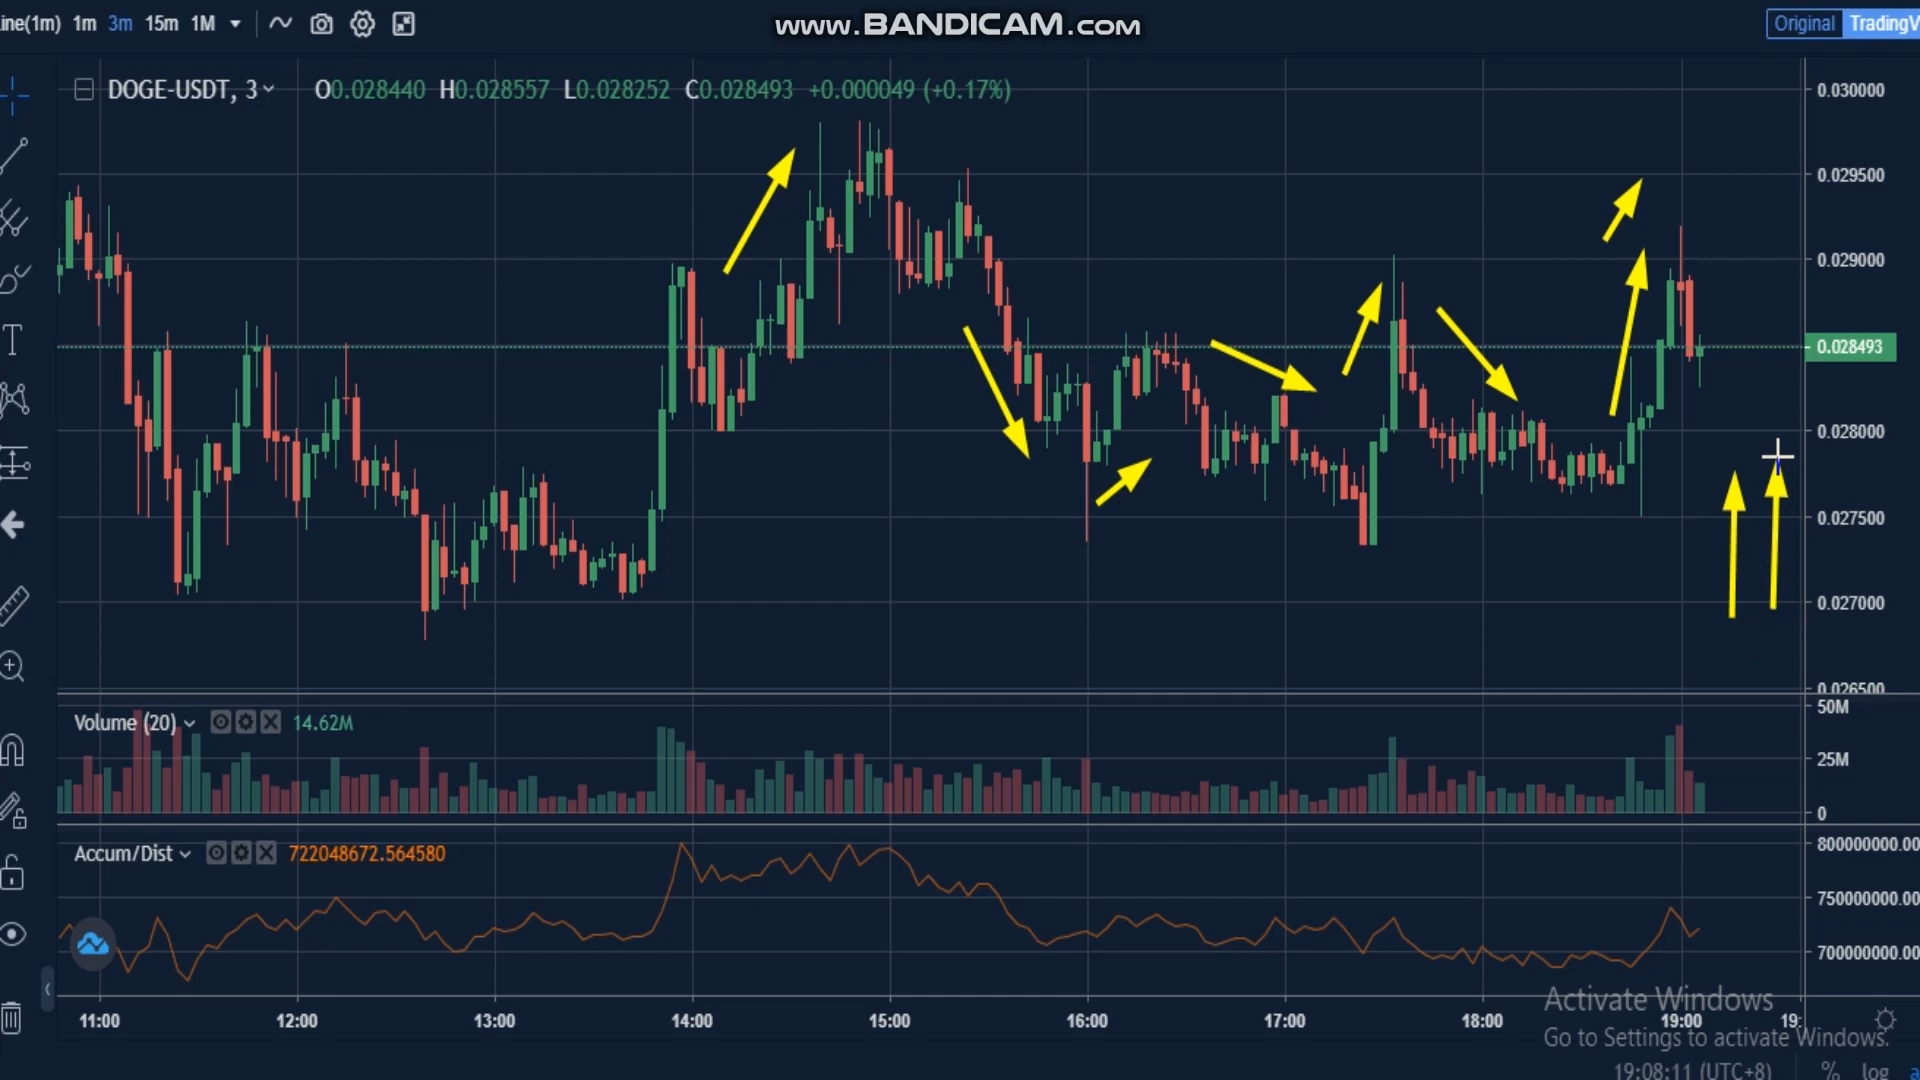 ine(1m) 1m 3m 15m 1M
www.BANDICAM.com
Original TradingV
DOGE-USDT, 3 O0.028440 H0.028557 L0.028252 C0.028493 +0.000049 (+0.17%)
0.030000
0.029500
0.029000
0.028493
0.028000
0.027500
0.027000
0.026500
Volume (20) 14.62M
50M
25M
0
Accum/Dist 722048672.564580
800000000.00
750000000.00
700000000.00
11:00 12:00 13:00 14:00 15:00 16:00 17:00 18:00 19:00 19:
Activate Windows
Go to Settings to activate Windows.
19:08:11 (UTC+8) % log a